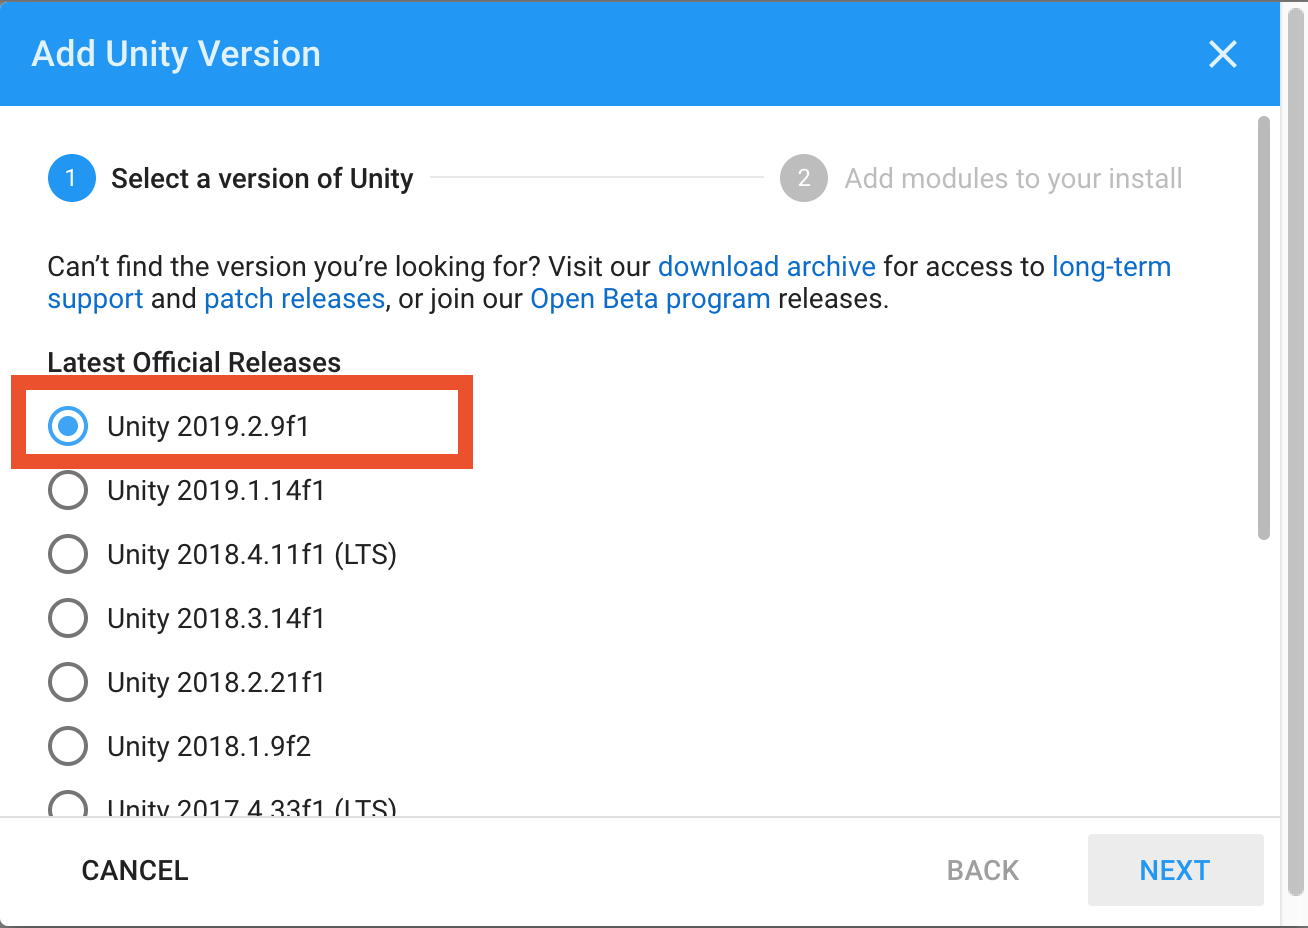 Add Unity Version
1 Select a version of Unity 2 Add modules to your install
Can’t find the version you’re looking for? Visit our download archive for access to long-term
support and patch releases, or join our Open Beta program releases.
Latest Official Releases
Unity 2019.2.9f1
Unity 2019.1.14f1
Unity 2018.4.11f1 (LTS)
Unity 2018.3.14f1
Unity 2018.2.21f1
Unity 2018.1.9f2
Unity 2017.4.33f1 (LTS)
CANCEL BACK NEXT